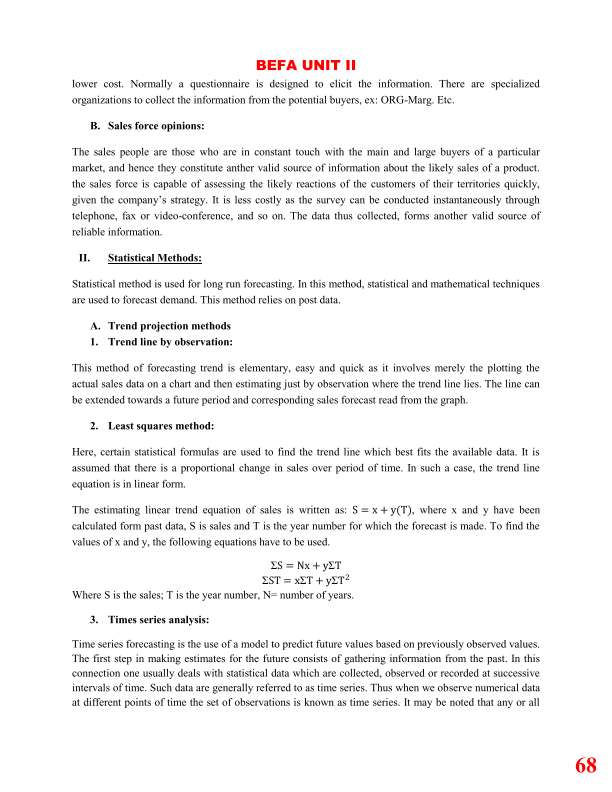 BEFA UNIT II
lower cost. Normally a questionnaire is designed to elicit the information. There are specialized
organizations to collect the information from the potential buyers, ex: ORG-Marg. Etc.
B. Sales force opinions:
The sales people are those who are in constant touch with the main and large buyers of a particular
market, and hence they constitute anther valid source of information about the likely sales of a product.
the sales force is capable of assessing the likely reactions of the customers of their territories quickly,
given the company’s strategy. It is less costly as the survey can be conducted instantaneously through
telephone, fax or video-conference, and so on. The data thus collected, forms another valid source of
reliable information.
II. Statistical Methods:
Statistical method is used for long run forecasting. In this method, statistical and mathematical techniques
are used to forecast demand. This method relies on post data.
A. Trend projection methods
1. Trend line by observation:
This method of forecasting trend is elementary, easy and quick as it involves merely the plotting the
actual sales data on a chart and then estimating just by observation where the trend line lies. The line can
be extended towards a future period and corresponding sales forecast read from the graph.
2. Least squares method:
Here, certain statistical formulas are used to find the trend line which best fits the available data. It is
assumed that there is a proportional change in sales over period of time. In such a case, the trend line
equation is in linear form.
The estimating linear trend equation of sales is written as: S = x + y(T), where x and y have been
calculated form past data, S is sales and T is the year number for which the forecast is made. To find the
values of x and y, the following equations have to be used.
ΣS = Nx + yΣT
ΣST = xΣT + yΣT²
Where S is the sales; T is the year number, N= number of years.
3. Times series analysis:
Time series forecasting is the use of a model to predict future values based on previously observed values.
The first step in making estimates for the future consists of gathering information from the past. In this
connection one usually deals with statistical data which are collected, observed or recorded at successive
intervals of time. Such data are generally referred to as time series. Thus when we observe numerical data
at different points of time the set of observations is known as time series. It may be noted that any or all
68